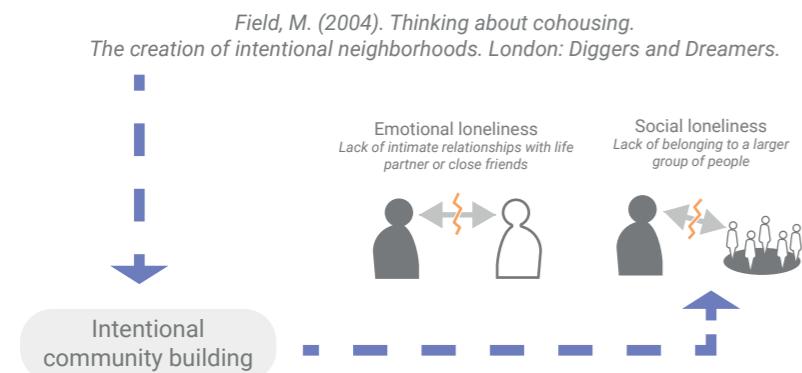 Field, M. (2004). Thinking about cohousing.
The creation of intentional neighborhoods. London: Diggers and Dreamers.
Emotional loneliness
Lack of intimate relationships with life
partner or close friends
Social loneliness
Lack of belonging to a larger
group of people
Intentional
community building